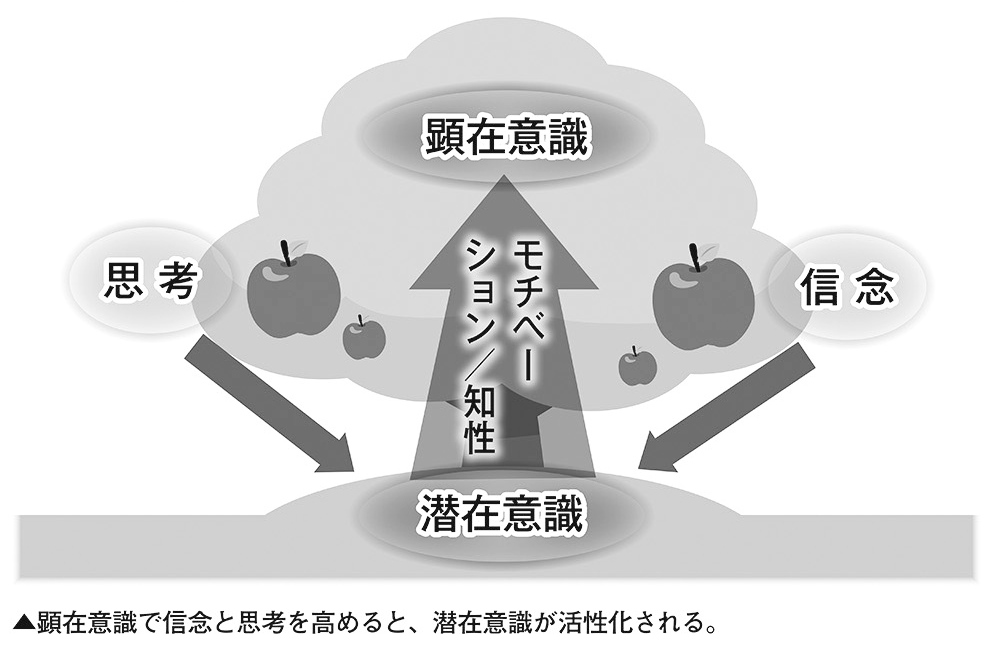 顕在意識
思考
信念
モチベー
ション／知性
潜在意識
▲顕在意識で信念と思考を高めると、潜在意識が活性化される。